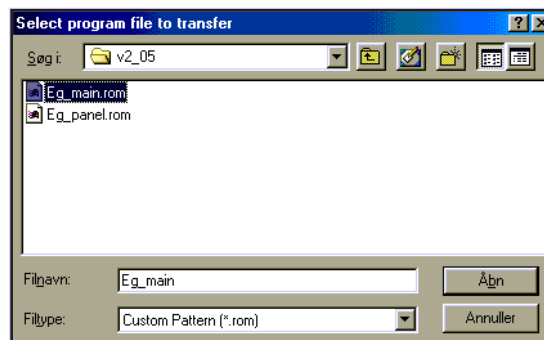 Select program file to transfer
Søg i: v2_05
Eg_main.rom
Eg_panel.rom
Filnavn: Eg_main Åbn
Filtype: Custom Pattern (*.rom) Annuller